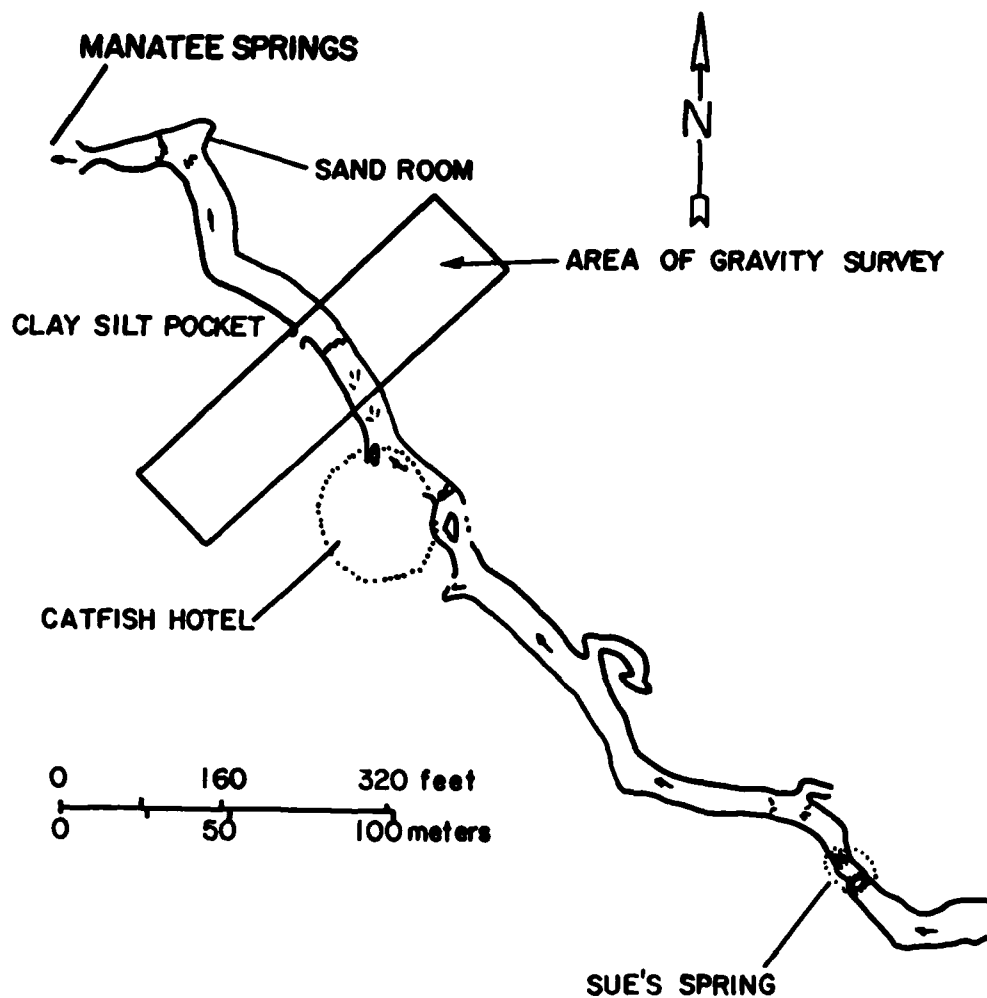 MANATEE SPRINGS
N
SAND ROOM
AREA OF GRAVITY SURVEY
CLAY SILT POCKET
CATFISH HOTEL
0 160 320 feet
0 50 100 meters
SUE'S SPRING